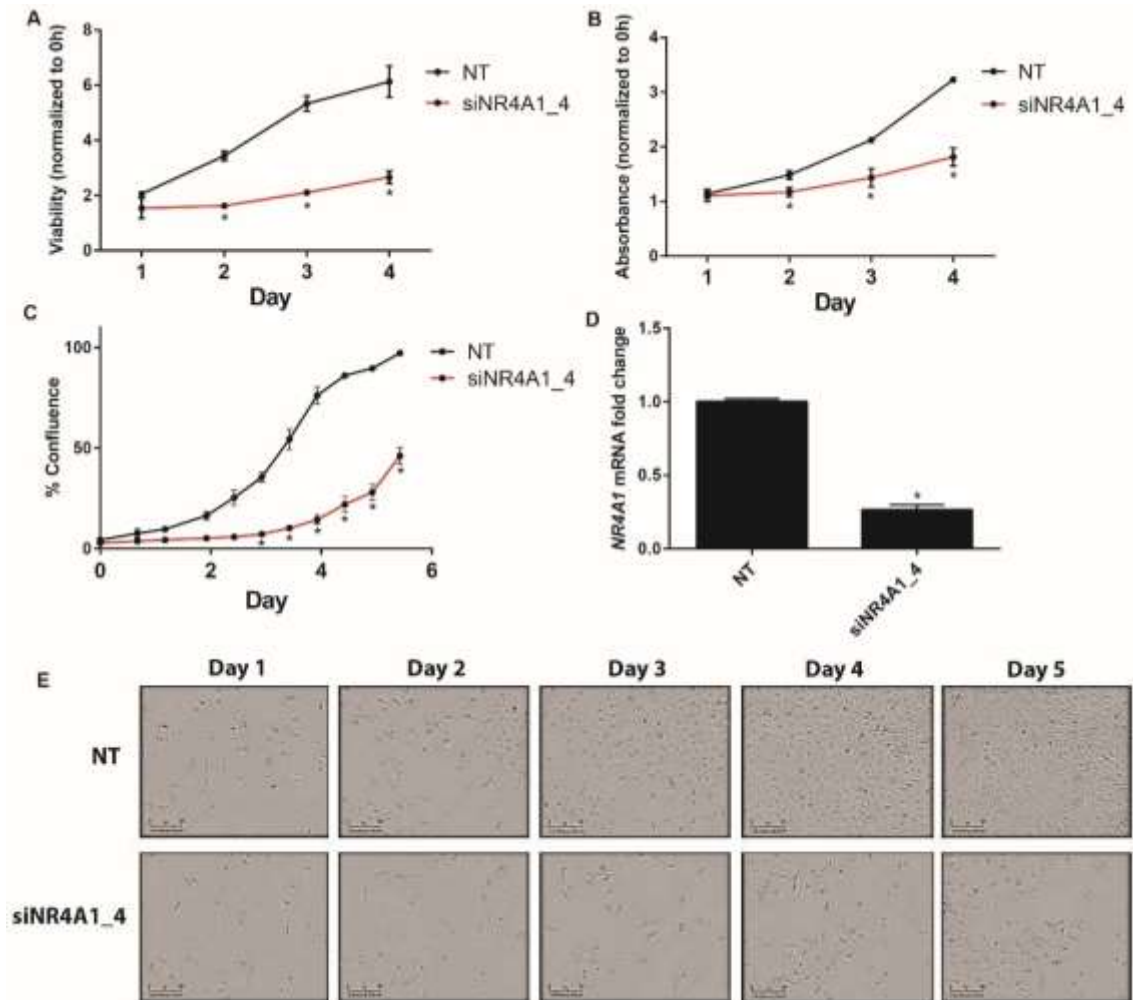 A
Viability (normalized to 0h)
8
6
4
2
0
1 2 3 4
Day
NT
siNR4A1_4
B
Absorbance (normalized to 0h)
4
3
2
1
0
1 2 3 4
Day
NT
siNR4A1_4
C
% Confluence
100
50
0
0 2 4 6
Day
NT
siNR4A1_4
D
NR4A1 mRNA fold change
1.5
1.0
0.5
0.0
*
NT
siNR4A1_4
E
Day 1 Day 2 Day 3 Day 4 Day 5
NT
siNR4A1_4